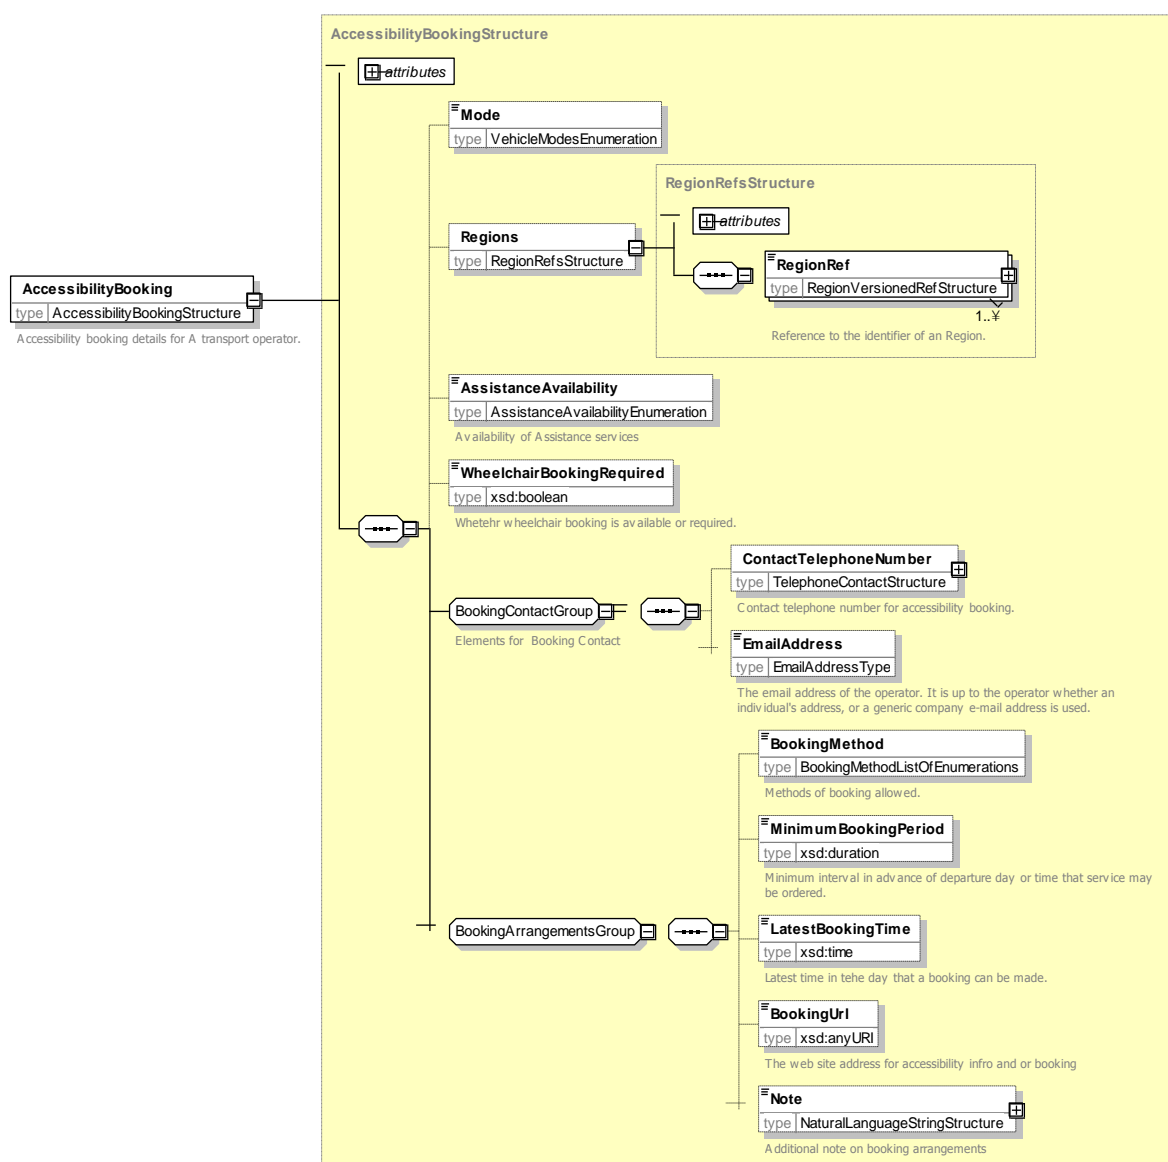 AccessibilityBookingStructure
attributes
Mode
type VehicleModesEnumeration
RegionRefsStructure
attributes
Regions
type RegionRefsStructure
RegionRef
type RegionVersionedRefStructure
1..¥
Reference to the identifier of an Region.
AccessibilityBooking
type AccessibilityBookingStructure
Accessibility booking details for A transport operator.
AssistanceAvailability
type AssistanceAvailabilityEnumeration
Availability of Assistance services
WheelchairBookingRequired
type xsd:boolean
Whetehr wheelchair booking is available or required.
ContactTelephoneNumber
type TelephoneContactStructure
Contact telephone number for accessibility booking.
BookingContactGroup
Elements for Booking Contact
EmailAddress
type EmailAddressType
The email address of the operator. It is up to the operator whether an
individual's address, or a generic company e-mail address is used.
BookingMethod
type BookingMethodListOfEnumerations
Methods of booking allowed.
MinimumBookingPeriod
type xsd:duration
Minimum interval in advance of departure day or time that service may
be ordered.
BookingArrangementsGroup
LatestBookingTime
type xsd:time
Latest time in tehe day that a booking can be made.
BookingUrl
type xsd:anyURI
The web site address for accessibility infro and or booking
Note
type NaturalLanguageStringStructure
Additional note on booking arrangements